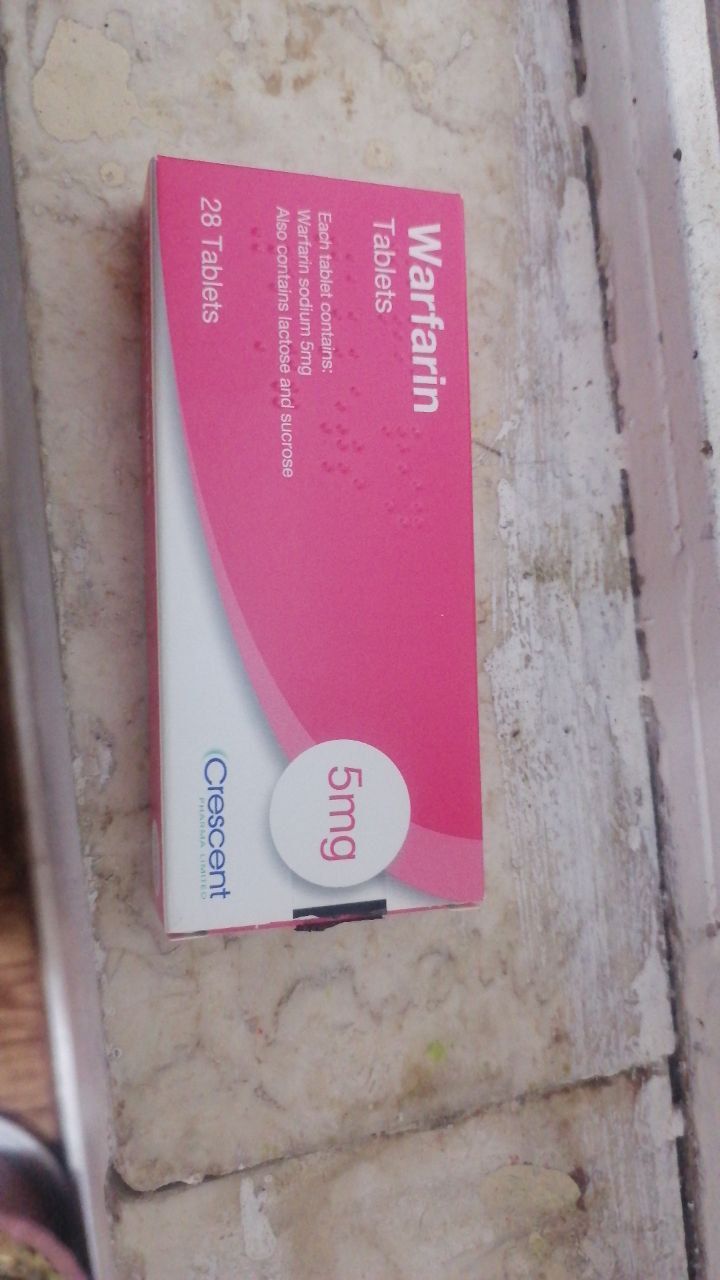 Warfarin
Tablets
Each tablet contains:
Warfarin sodium 5mg
Also contains lactose and sucrose
28 Tablets
5mg
Crescent
PHARMA LIMITED